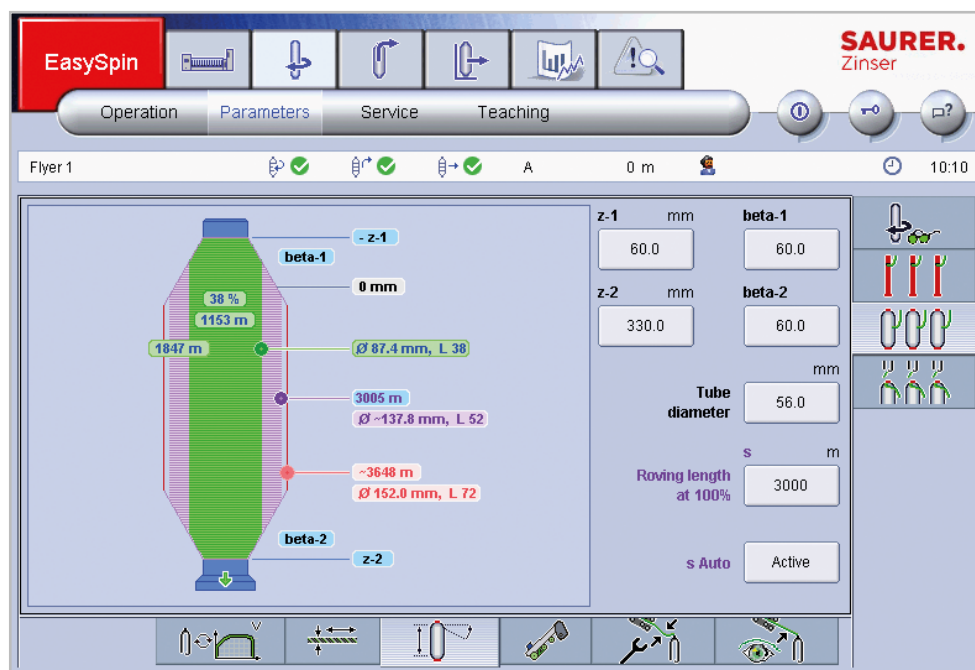 EasySpin
SAURER.
Zinser
Operation Parameters Service Teaching
?
Flyer 1 A 0 m 10:10
- z-1
beta-1
0 mm
38 %
1153 m
1847 m
Ø 87.4 mm, L 38
3005 m
Ø ~137.8 mm, L 52
~3648 m
Ø 152.0 mm, L 72
beta-2
z-2
z-1 mm beta-1
60.0 60.0
z-2 mm beta-2
330.0 60.0
mm
Tube
diameter
56.0
s m
Roving length
at 100%
3000
s Auto Active
V